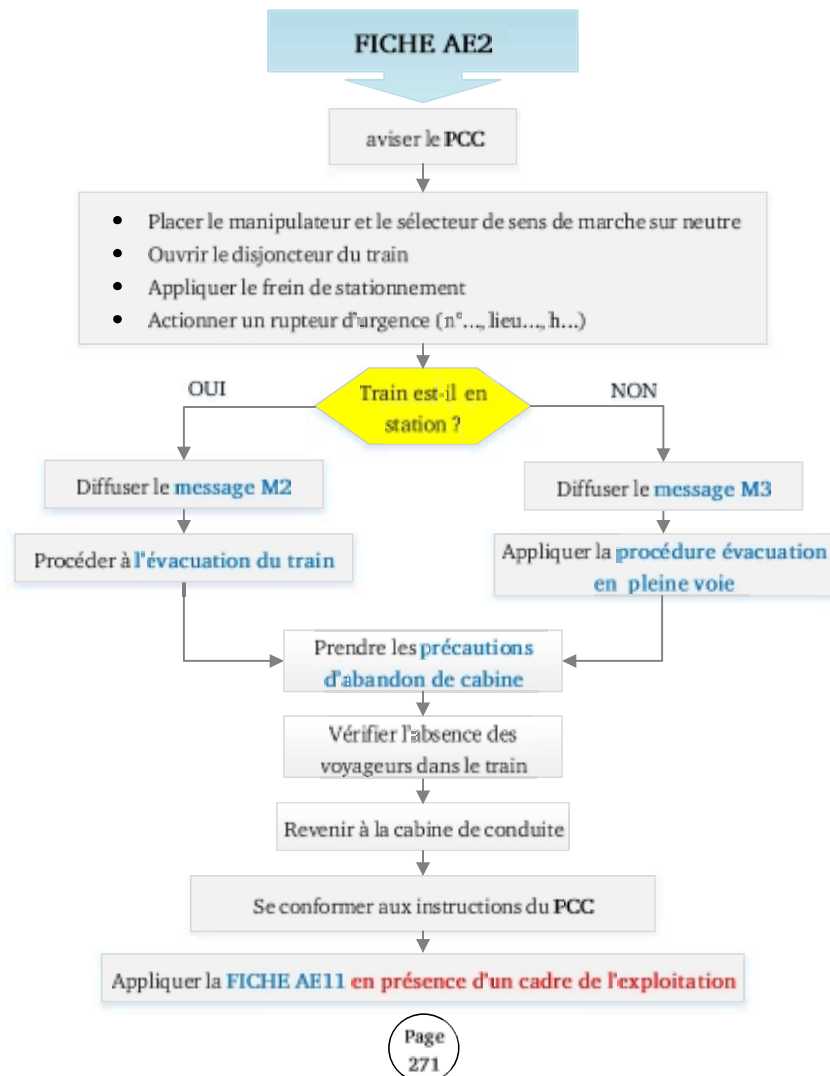 FICHE AE2
aviser le PCC
• Placer le manipulateur et le sélecteur de sens de marche sur neutre
• Ouvrir le disjoncteur du train
• Appliquer le frein de stationnement
• Actionner un rupteur d'urgence (n°…, lieu…, h…)
Train est-il en
station ?
OUI
NON
Diffuser le message M2
Diffuser le message M3
Procéder à l'évacuation du train
Appliquer la procédure évacuation
en pleine voie
Prendre les précautions
d'abandon de cabine
Vérifier l'absence des
voyageurs dans le train
Revenir à la cabine de conduite
Se conformer aux instructions du PCC
Appliquer la FICHE AE11 en présence d'un cadre de l'exploitation
Page
271